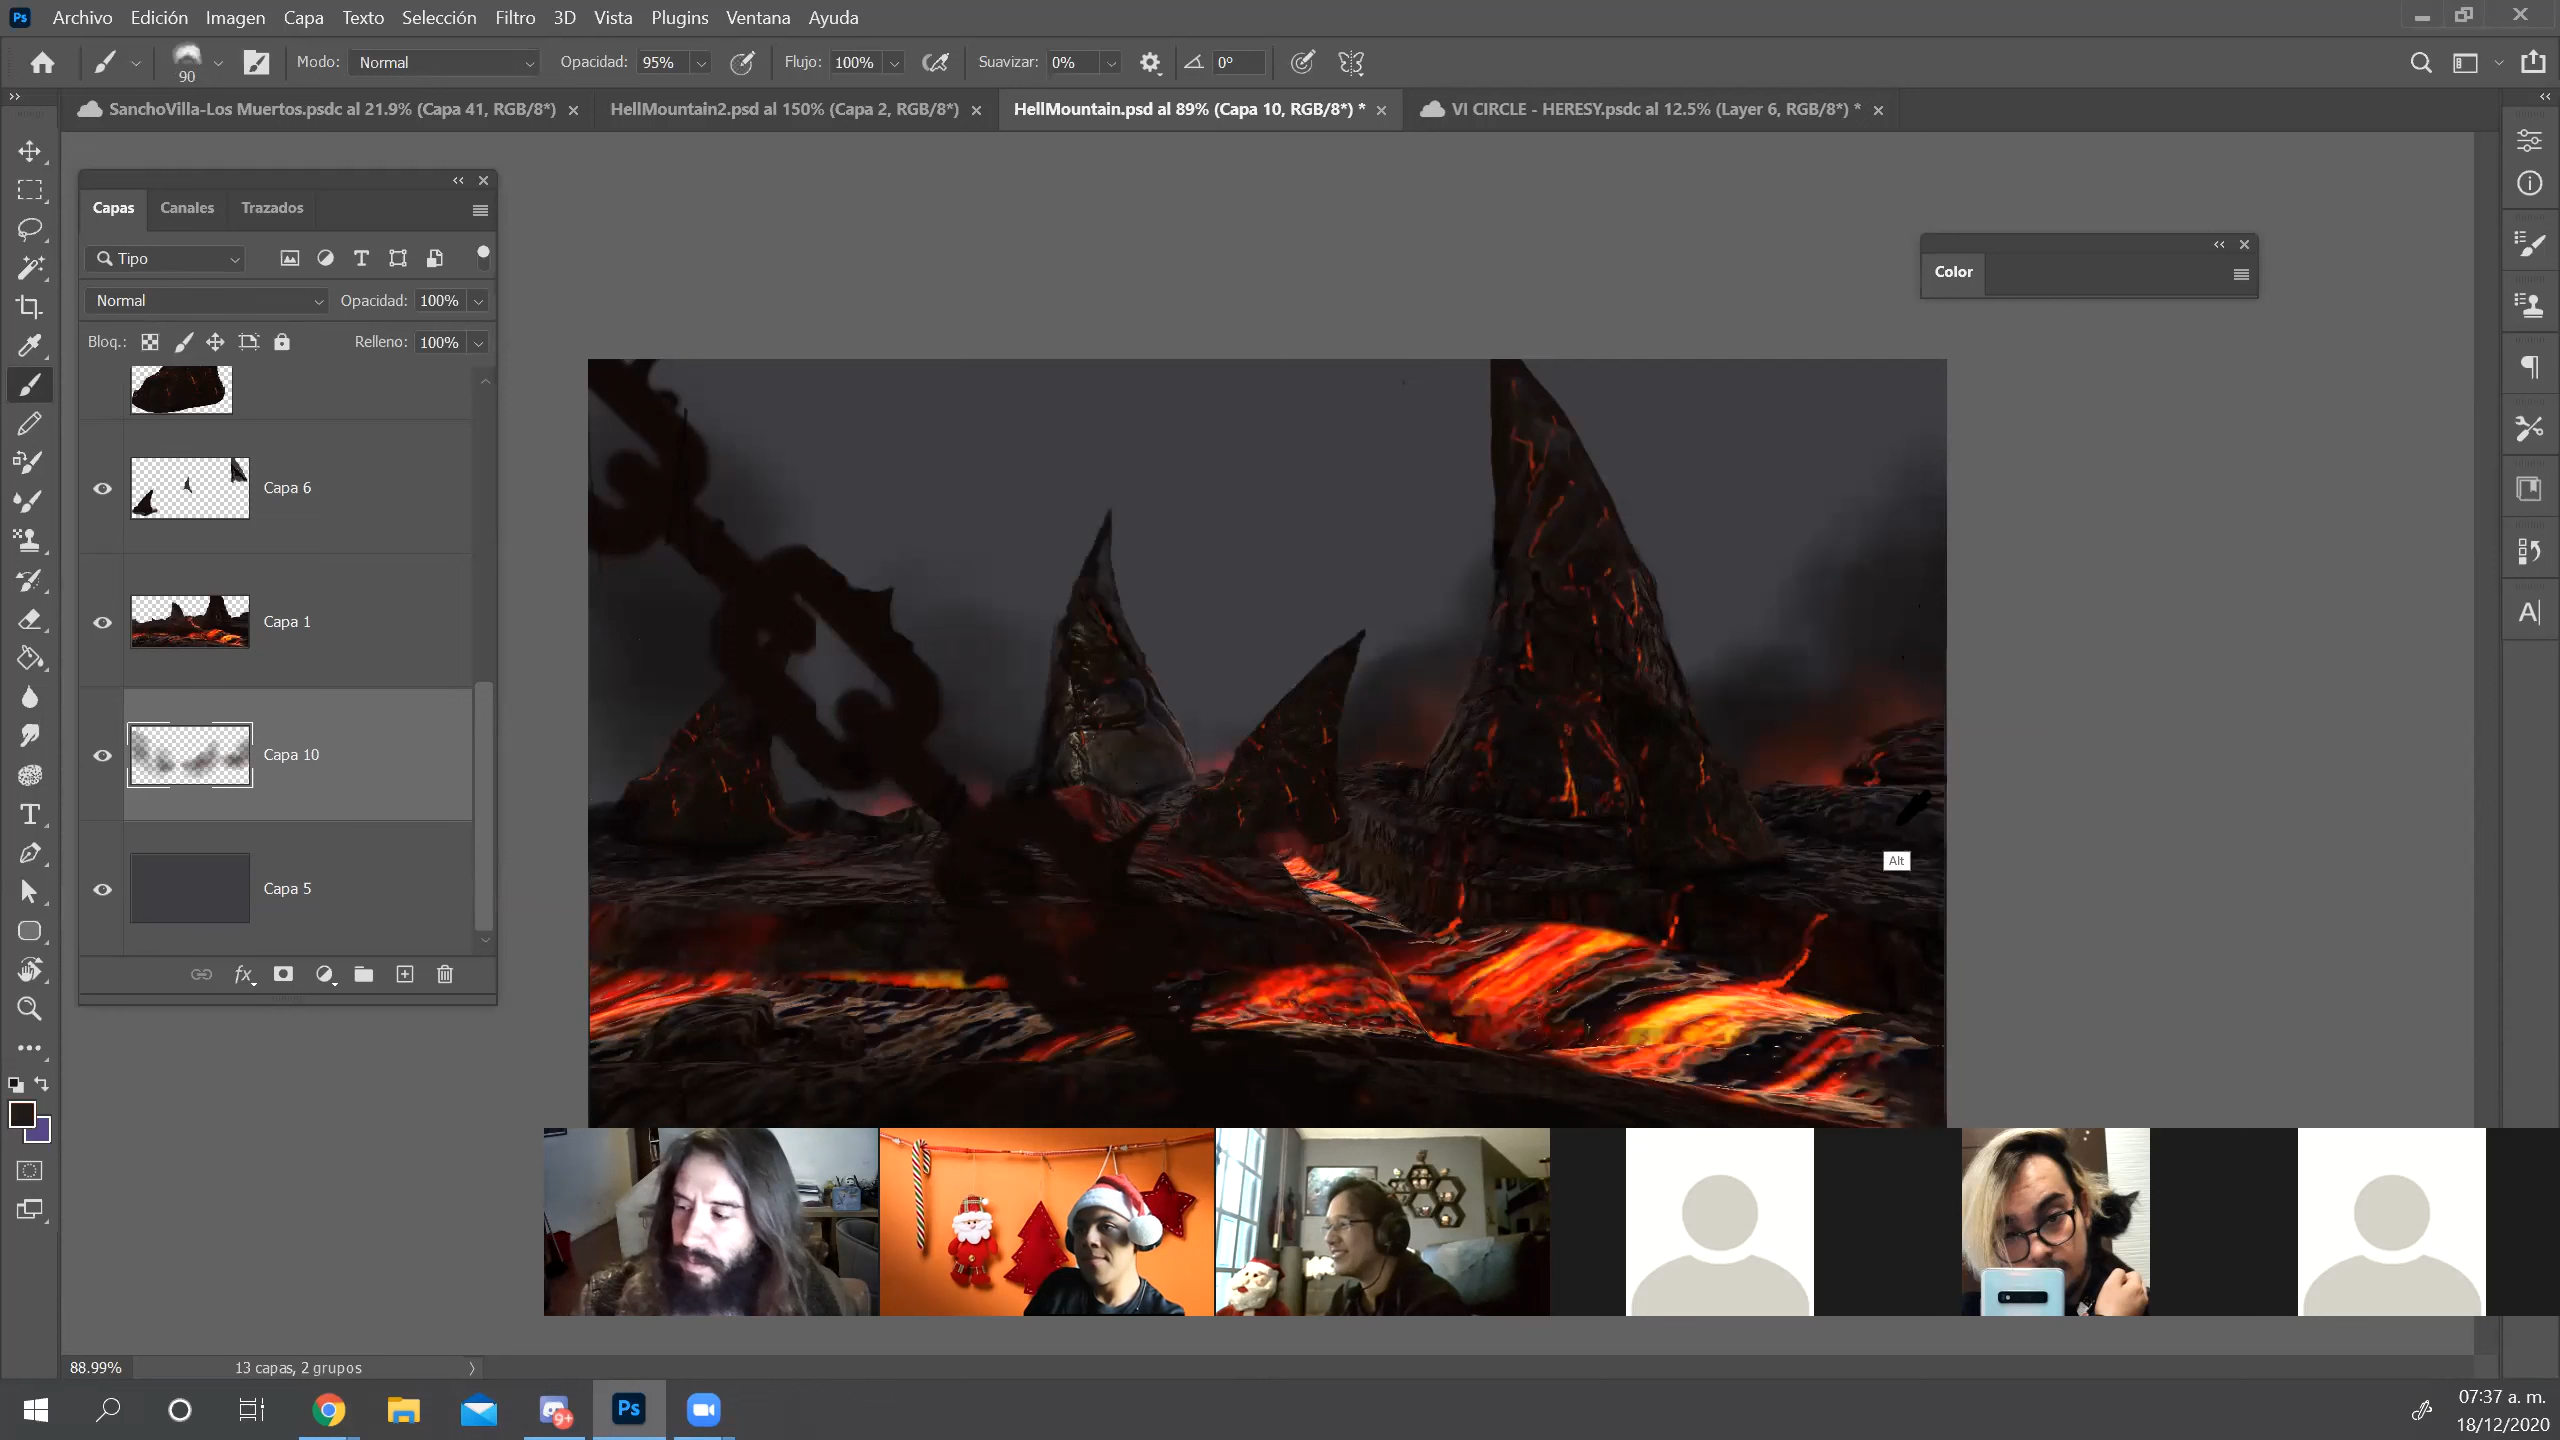 Ps Archivo Edición Imagen Capa Texto Selección Filtro 3D Vista Plugins Ventana Ayuda
90 Modo: Normal Opacidad: 95% Flujo: 100% Suavizar: 0% 0°
SanchoVilla-Los Muertos.psdc al 21.9% (Capa 41, RGB/8*) × HellMountain2.psd al 150% (Capa 2, RGB/8*) × HellMountain.psd al 89% (Capa 10, RGB/8*) * × VI CIRCLE - HERESY.psdc al 12.5% (Layer 6, RGB/8*) * ×
Capas Canales Trazados
Tipo
Normal Opacidad: 100%
Bloq.: Relleno: 100%
Capa 6
Capa 1
Capa 10
Capa 5
fx
Color
Alt
88.99% 13 capas, 2 grupos
9+
Ps
07:37 a. m.
18/12/2020